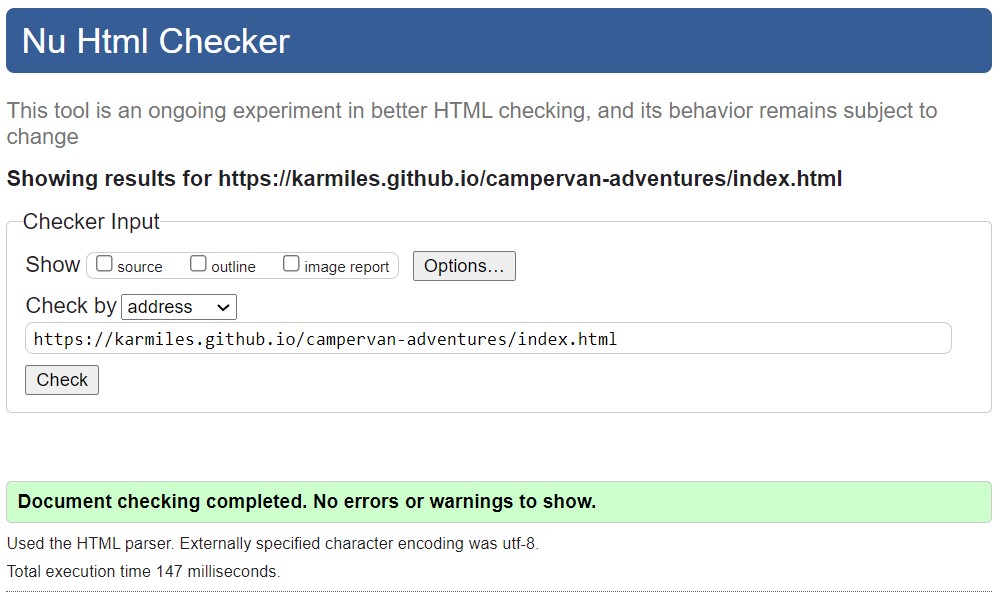 Nu Html Checker
This tool is an ongoing experiment in better HTML checking, and its behavior remains subject to
change
Showing results for https://karmiles.github.io/campervan-adventures/index.html
Checker Input
Show source outline image report Options...
Check by address
https://karmiles.github.io/campervan-adventures/index.html
Check
Document checking completed. No errors or warnings to show.
Used the HTML parser. Externally specified character encoding was utf-8.
Total execution time 147 milliseconds.